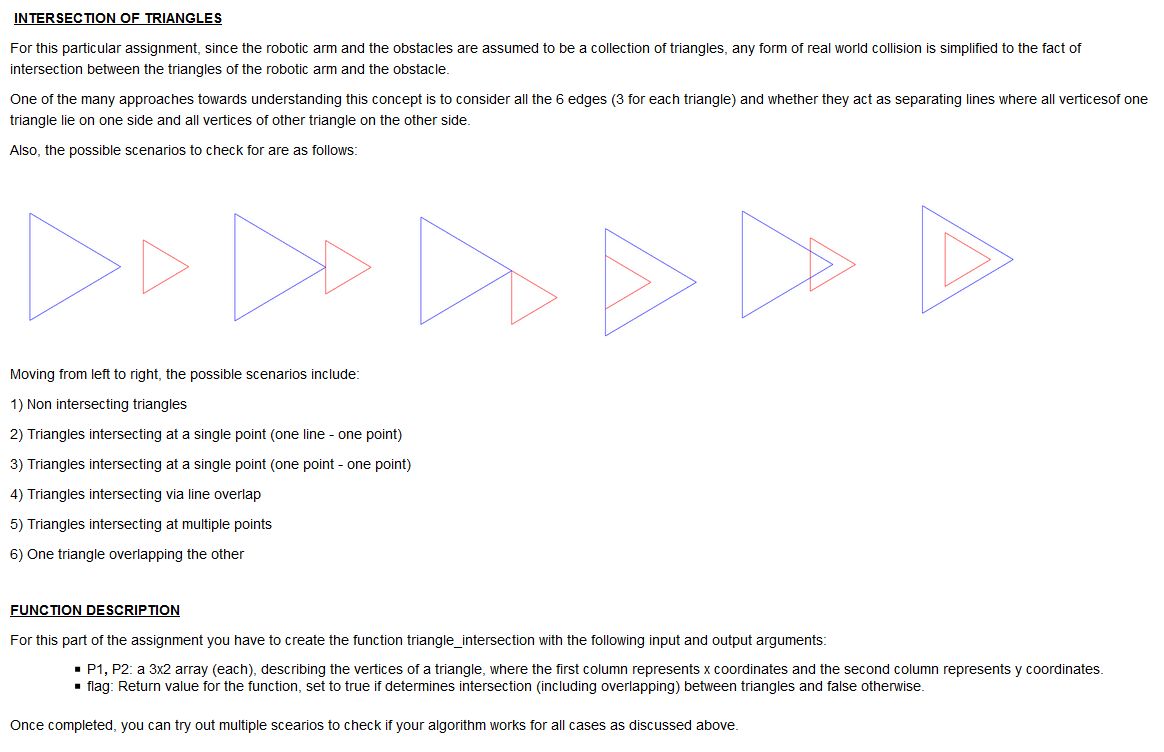 INTERSECTION OF TRIANGLES
For this particular assignment, since the robotic arm and the obstacles are assumed to be a collection of triangles, any form of real world collision is simplified to the fact of
intersection between the triangles of the robotic arm and the obstacle.
One of the many approaches towards understanding this concept is to consider all the 6 edges (3 for each triangle) and whether they act as separating lines where all verticesof one
triangle lie on one side and all vertices of other triangle on the other side.
Also, the possible scenarios to check for are as follows:
Moving from left to right, the possible scenarios include:
1) Non intersecting triangles
2) Triangles intersecting at a single point (one line - one point)
3) Triangles intersecting at a single point (one point - one point)
4) Triangles intersecting via line overlap
5) Triangles intersecting at multiple points
6) One triangle overlapping the other
FUNCTION DESCRIPTION
For this part of the assignment you have to create the function triangle_intersection with the following input and output arguments:
▪ P1, P2: a 3x2 array (each), describing the vertices of a triangle, where the first column represents x coordinates and the second column represents y coordinates.
▪ flag: Return value for the function, set to true if determines intersection (including overlapping) between triangles and false otherwise.
Once completed, you can try out multiple scearios to check if your algorithm works for all cases as discussed above.